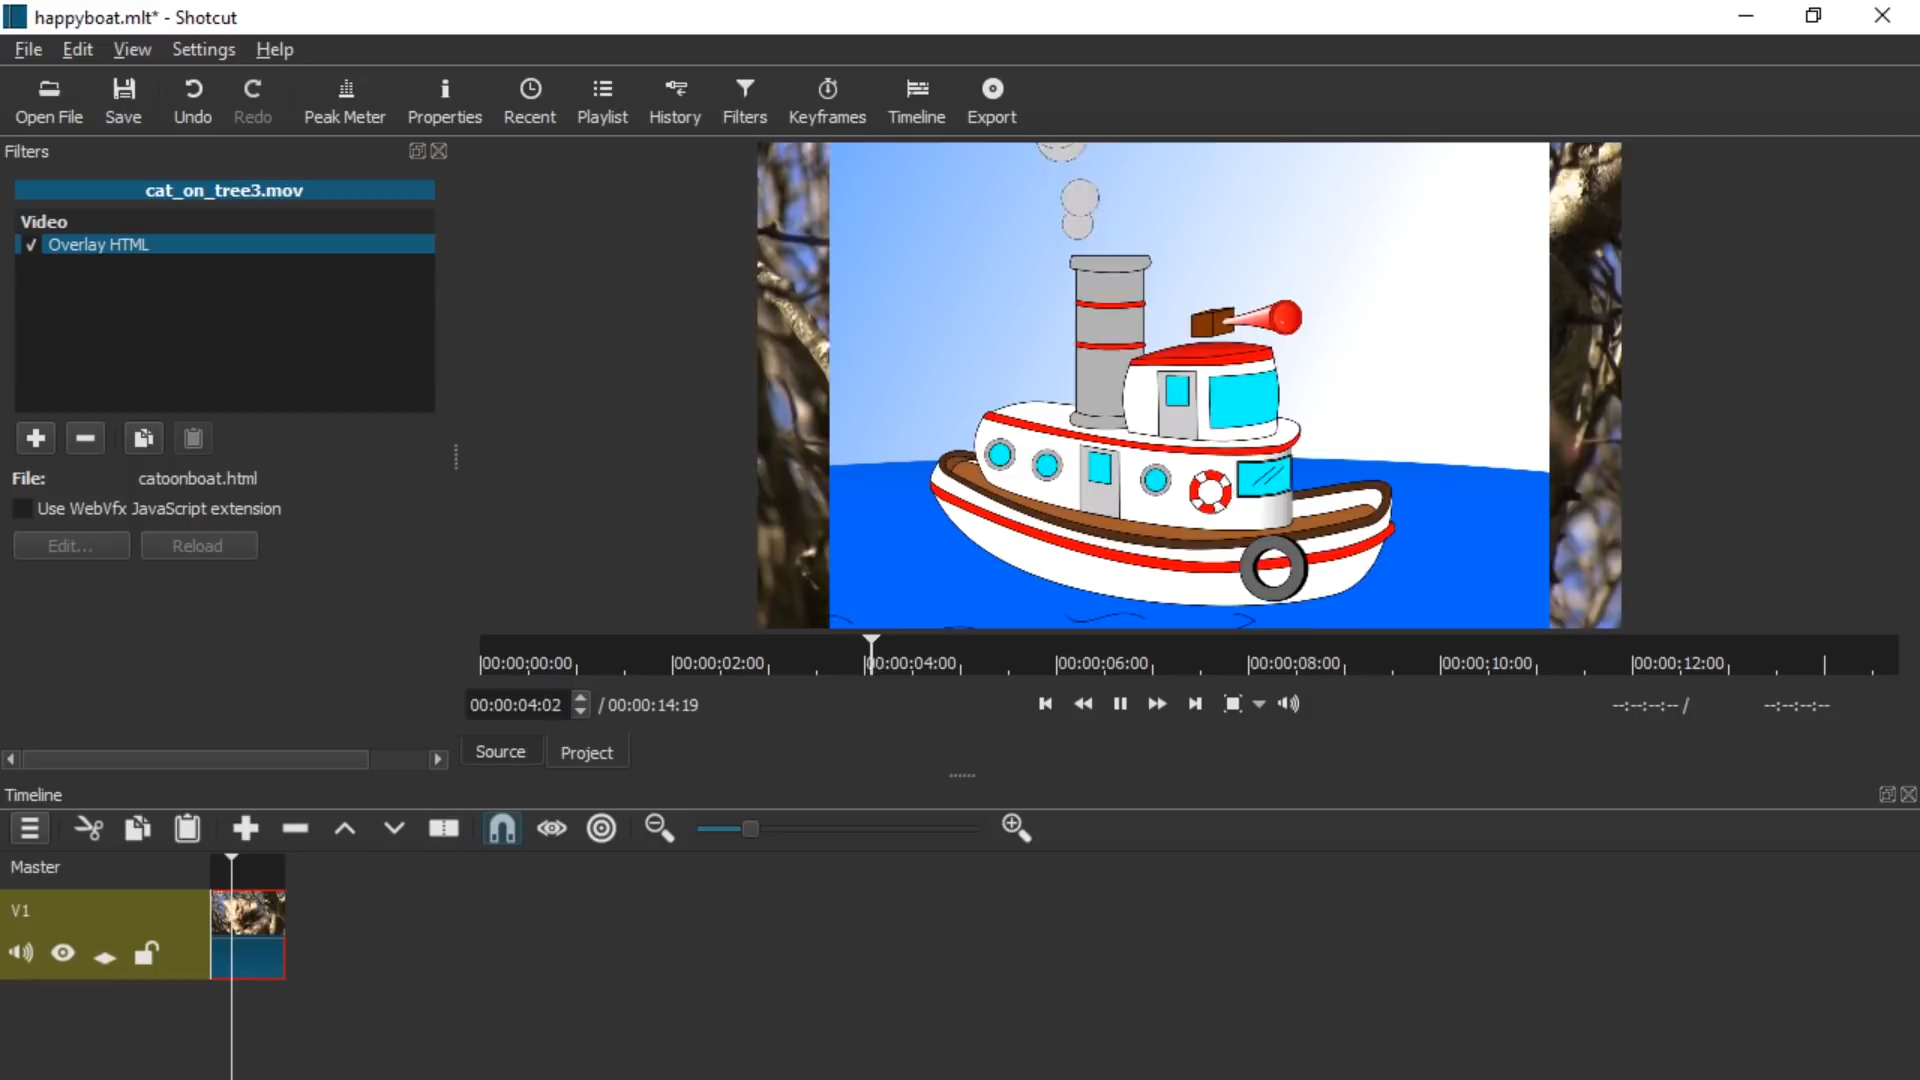 happyboat.mlt* - Shotcut
File Edit View Settings Help
Open File Save Undo Redo Peak Meter Properties Recent Playlist History Filters Keyframes Timeline Export
Filters
cat_on_tree3.mov
Video
Overlay HTML
File: catoonboat.html
Use WebVfx JavaScript extension
Edit... Reload
00:00:00:00 00:00:02:00 00:00:04:00 00:00:06:00 00:00:08:00 00:00:10:00 00:00:12:00
00:00:04:02 / 00:00:14:19 --:--:--:-- / --:--:--:--
Source Project
Timeline
Master
V1